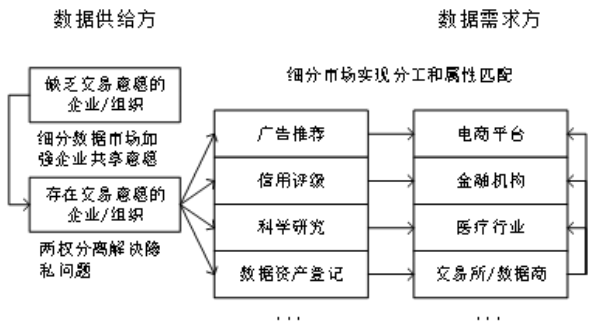 数据供给方
数据需求方
细分市场实现分工和属性匹配
缺乏交易意愿的
企业/组织
细分数据市场加
强企业共享意愿
存在交易意愿的
企业/组织
两权分离解决隐
私问题
广告推荐
信用评级
科学研究
数据资产登记
...
电商平台
金融机构
医疗行业
交易所/数据商
...